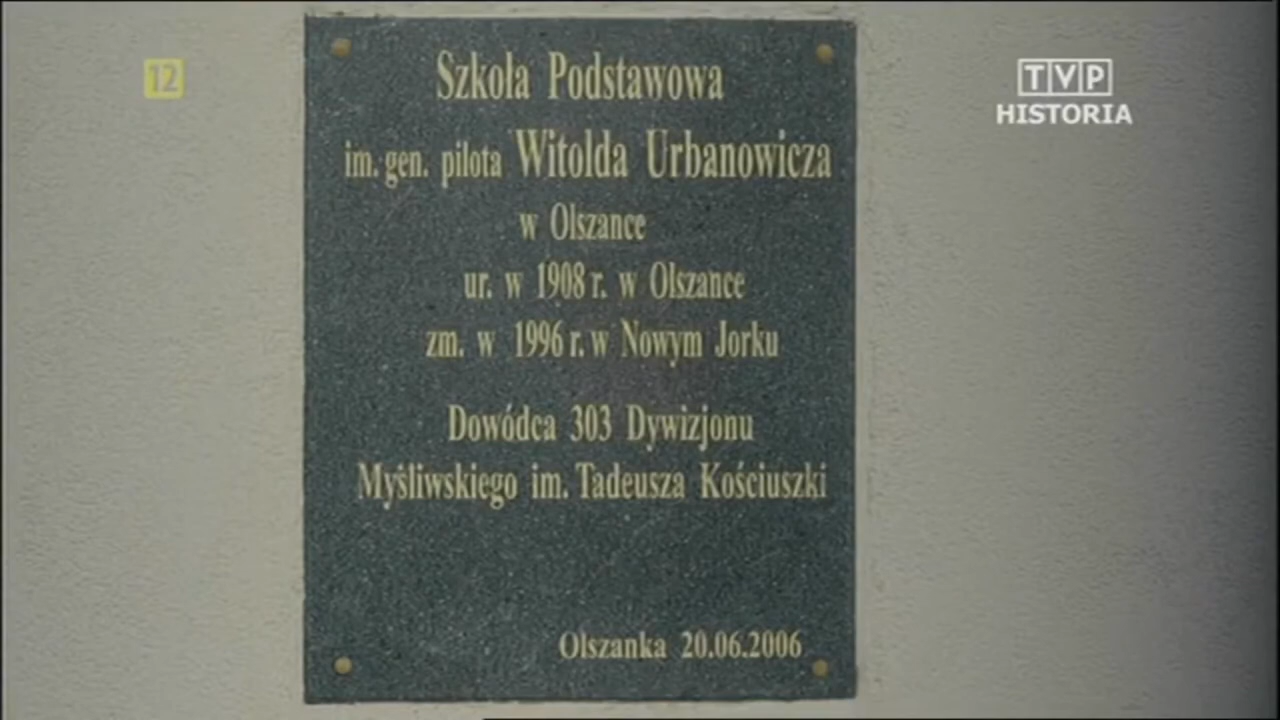 12
TVP
HISTORIA
Szkoła Podstawowa
im. gen. pilota Witolda Urbanowicza
w Olszance
ur. w 1908 r. w Olszance
zm. w 1996 r. w Nowym Jorku
Dowódca 303 Dywizjonu
Myśliwskiego im. Tadeusza Kościuszki
Olszanka 20.06.2006